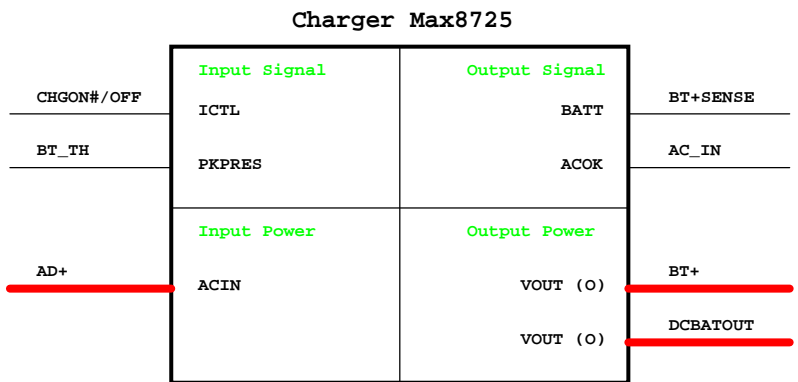 Charger Max8725
Input Signal
Output Signal
CHGON#/OFF
ICTL
BATT
BT+SENSE
BT_TH
PKPRES
ACOK
AC_IN
Input Power
Output Power
AD+
ACIN
VOUT (O)
BT+
VOUT (O)
DCBATOUT